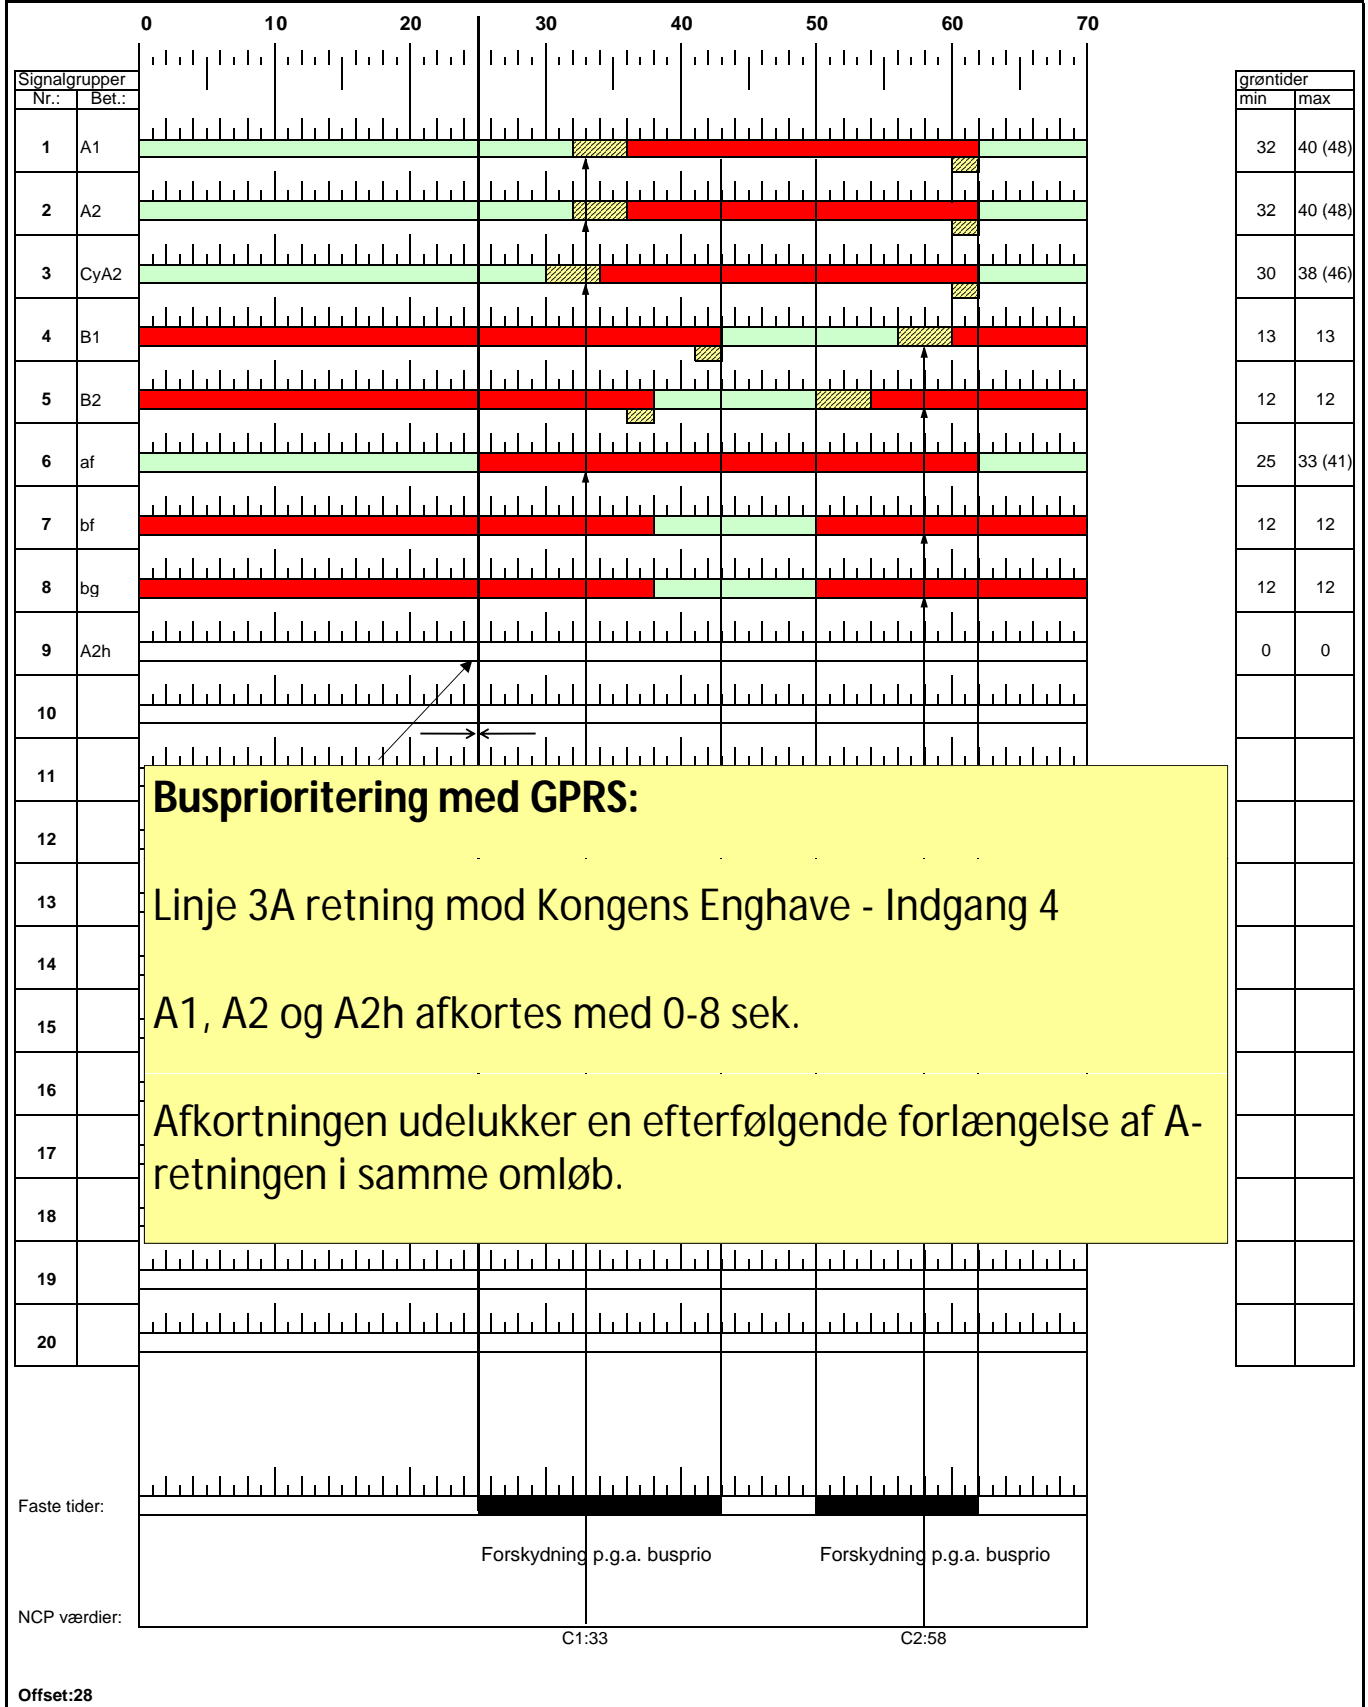 0 10 20 30 40 50 60 70
Signalgrupper grøntider
Nr.: Bet.: min max
1 A1 32 40 (48)
2 A2 32 40 (48)
3 CyA2 30 38 (46)
4 B1 13 13
5 B2 12 12
6 af 25 33 (41)
7 bf 12 12
8 bg 12 12
9 A2h 0 0
10
11
Busprioritering med GPRS:
12
13 Linje 3A retning mod Kongens Enghave - Indgang 4
14
15 A1, A2 og A2h afkortes med 0-8 sek.
16
Afkortningen udelukker en efterfølgende forlængelse af A-
17
retningen i samme omløb.
18
19
20
Faste tider:
Forskydning p.g.a. busprio Forskydning p.g.a. busprio
NCP værdier:
C1:33 C2:58
Offset:28